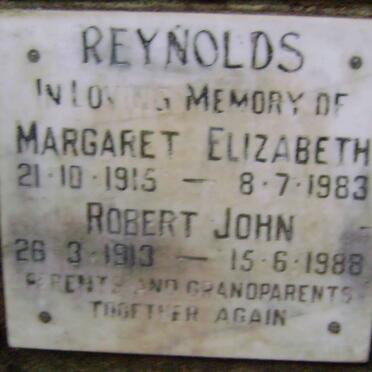 REYNOLDS
IN LOVING MEMORY OF
MARGARET ELIZABETH
21·10·1915 — 8·7·1983
ROBERT JOHN
26·3·1913 — 15·6·1988
PARENTS AND GRANDPARENTS
TOGETHER AGAIN